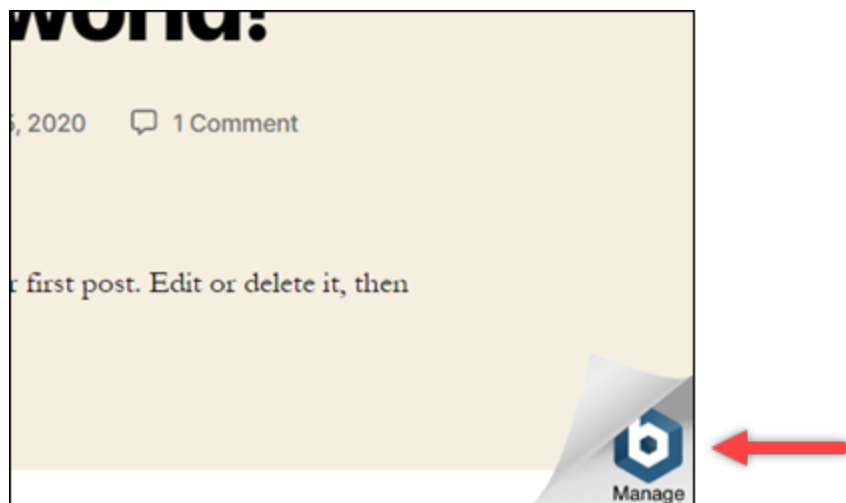 world!
, 2020 1 Comment
r first post. Edit or delete it, then
Manage